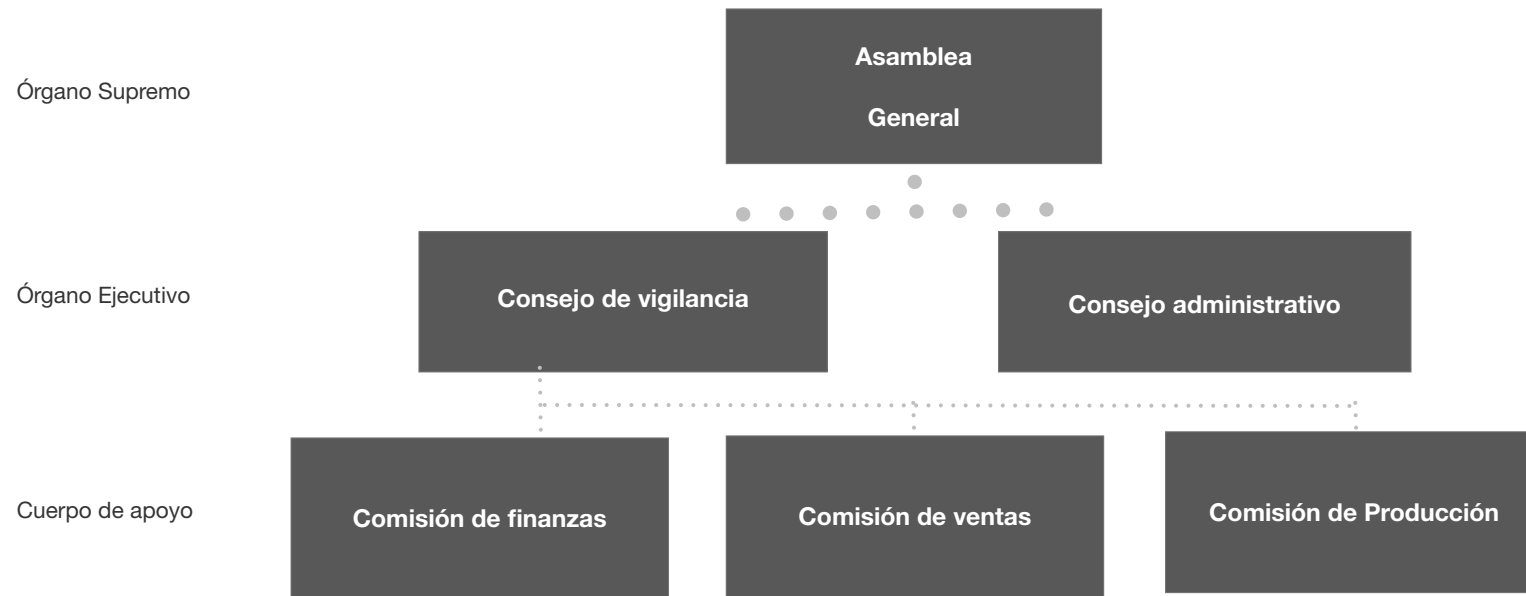 Órgano Supremo
Asamblea
General
Órgano Ejecutivo
Consejo de vigilancia
Consejo administrativo
Cuerpo de apoyo
Comisión de finanzas
Comisión de ventas
Comisión de Producción